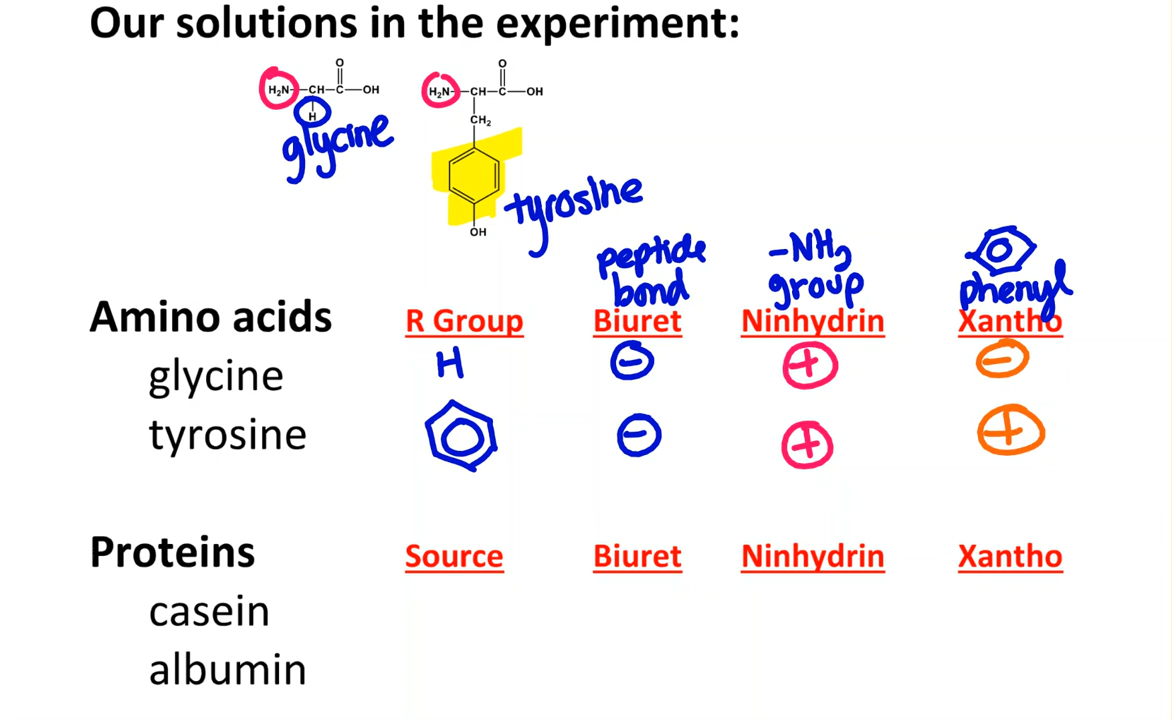 Our solutions in the experiment:
O
H₂N CH C OH
H
glycine
O
H₂N CH C OH
CH₂
OH
tyrosine
peptide bond
-NH₂ group
phenyl
Amino acids R Group Biuret Ninhydrin Xantho
glycine H - + -
tyrosine - + +
Proteins Source Biuret Ninhydrin Xantho
casein
albumin